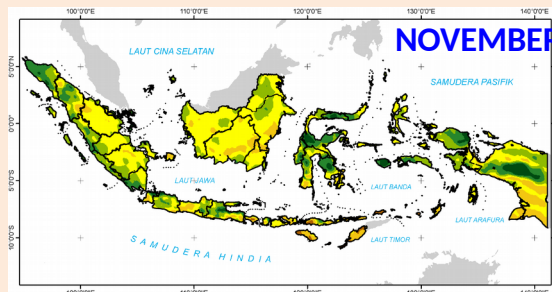 100°0'0"E 110°0'0"E 120°0'0"E 130°0'0"E 140°0'0"E
NOVEMBER
LAUT CINA SELATAN
SAMUDERA PASIFIK
5°0'0"N
0°0'0"
5°0'0"S
10°0'0"S
LAUT JAWA
LAUT BANDA
LAUT ARAFURA
LAUT TIMOR
SAMUDERA HINDIA